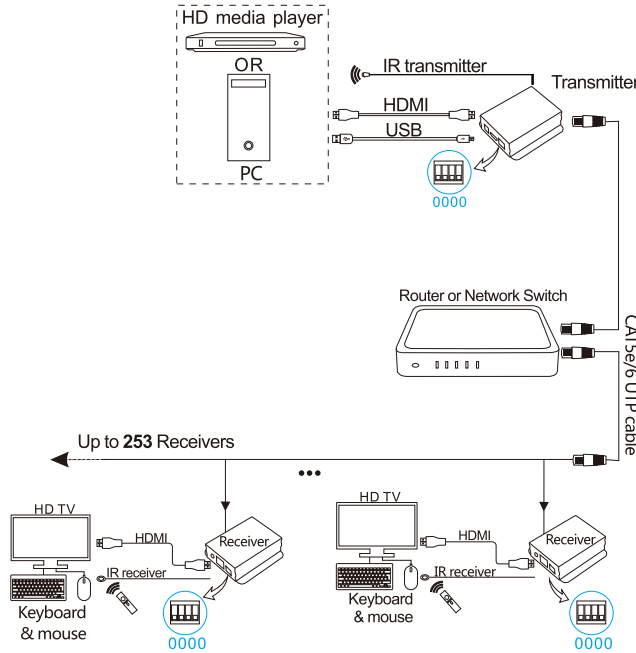 HD media player
OR
PC
IR transmitter
Transmitter
HDMI
USB
0000
Router or Network Switch
CAT5e/6 UTP cable
Up to 253 Receivers
...
HD TV
HDMI
Receiver
IR receiver
Keyboard
& mouse
0000
HD TV
HDMI
Receiver
IR receiver
Keyboard
& mouse
0000